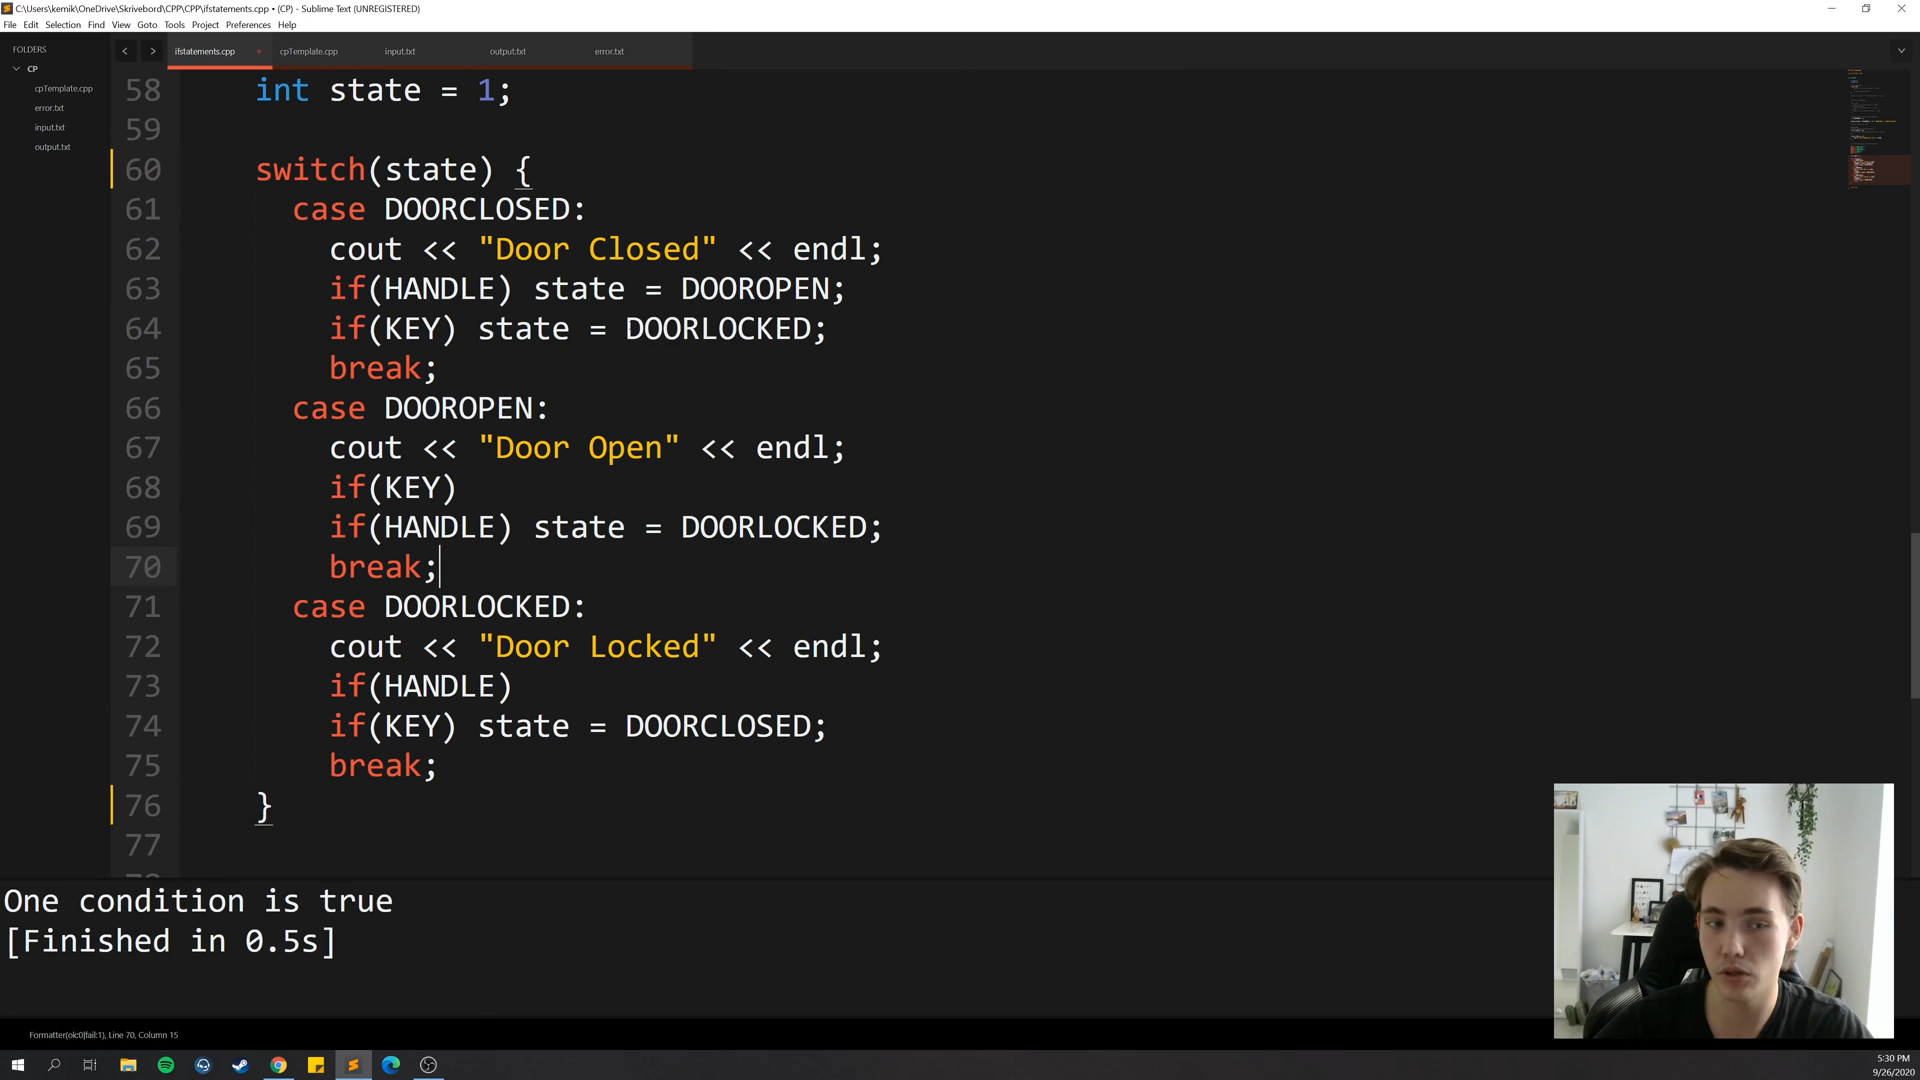 C:\Users\kemik\OneDrive\Skrivebord\CPP\CPP\ifstatements.cpp • (CP) - Sublime Text (UNREGISTERED)
File Edit Selection Find View Goto Tools Project Preferences Help
FOLDERS
CP
cpTemplate.cpp
error.txt
input.txt
output.txt
ifstatements.cpp cpTemplate.cpp input.txt output.txt error.txt
58 int state = 1;
59
60 switch(state) {
61 case DOORCLOSED:
62 cout << "Door Closed" << endl;
63 if(HANDLE) state = DOOROPEN;
64 if(KEY) state = DOORLOCKED;
65 break;
66 case DOOROPEN:
67 cout << "Door Open" << endl;
68 if(KEY)
69 if(HANDLE) state = DOORLOCKED;
70 break;
71 case DOORLOCKED:
72 cout << "Door Locked" << endl;
73 if(HANDLE)
74 if(KEY) state = DOORCLOSED;
75 break;
76 }
77
One condition is true
[Finished in 0.5s]
Formatter(ok:0|fail:1), Line 70, Column 15
5:30 PM
9/26/2020